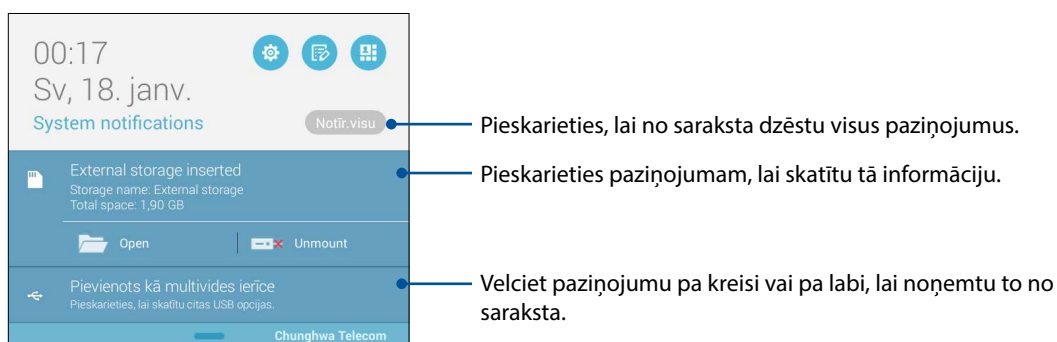 00:17
Sv, 18. janv.
System notifications
Notīr.visu
Pieskarieties, lai no saraksta dzēstu visus paziņojumus.
External storage inserted
Storage name: External storage
Total space: 1,90 GB
Pieskarieties paziņojumam, lai skatītu tā informāciju.
Open
Unmount
Pievienots kā multivides ierīce
Pieskarieties, lai skatītu citas USB opcijas.
Velciet paziņojumu pa kreisi vai pa labi, lai noņemtu to no
saraksta.
Chunghwa Telecom